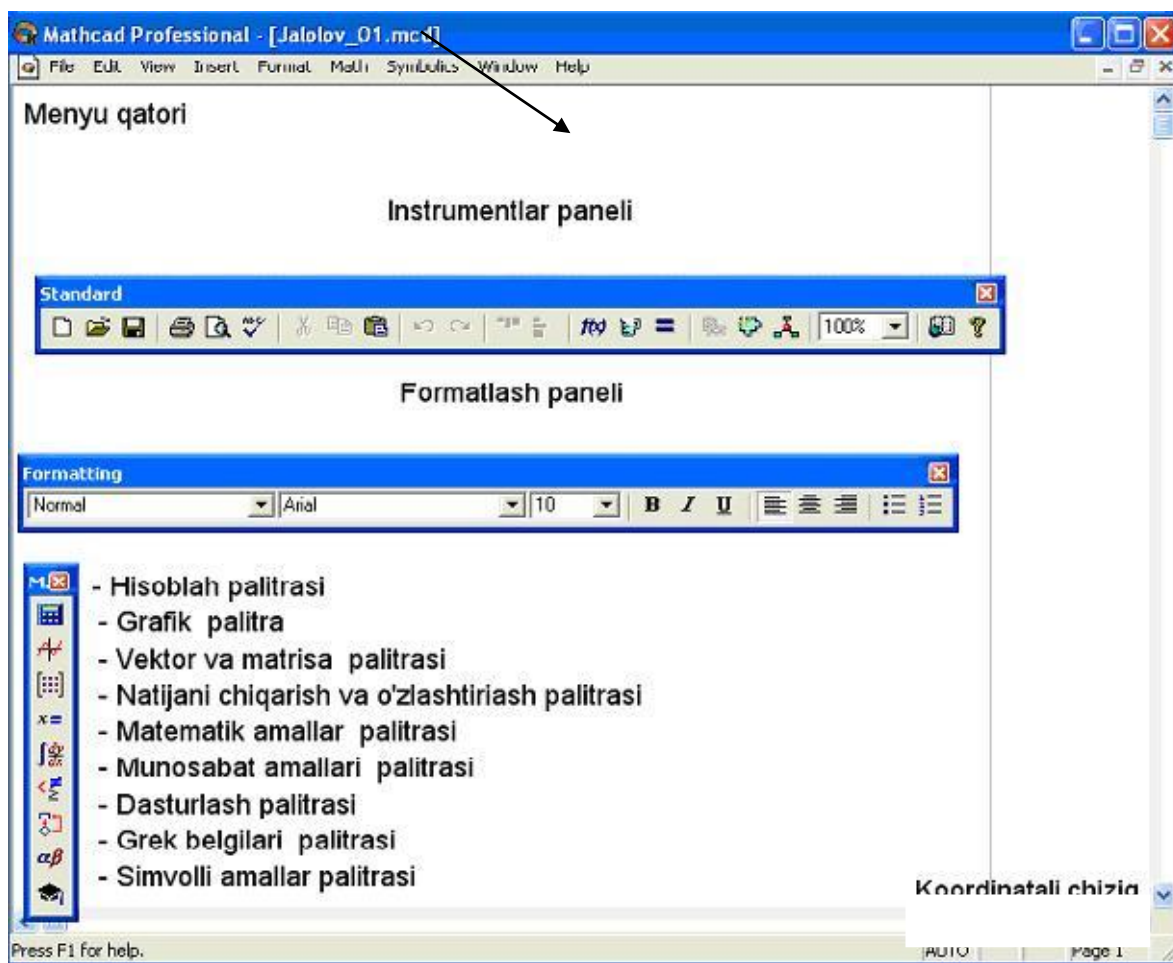 Mathcad Professional - [Jalolov_01.mcd]
File Edit View Insert Format Math Symbolics Window Help
Menyu qatori
Instrumentlar paneli
Standard
f(x) = 100% ?
Formatlash paneli
Formatting
Normal Arial 10 B I U
M.
- Hisoblah palitrasi
- Grafik palitra
- Vektor va matrisa palitrasi
x= - Natijani chiqarish va o'zlashtiriash palitrasi
- Matematik amallar palitrasi
- Munosabat amallari palitrasi
- Dasturlash palitrasi
αβ - Grek belgilari palitrasi
- Simvolli amallar palitrasi
Koordinatali chiziq
Press F1 for help. AUTO Page 1